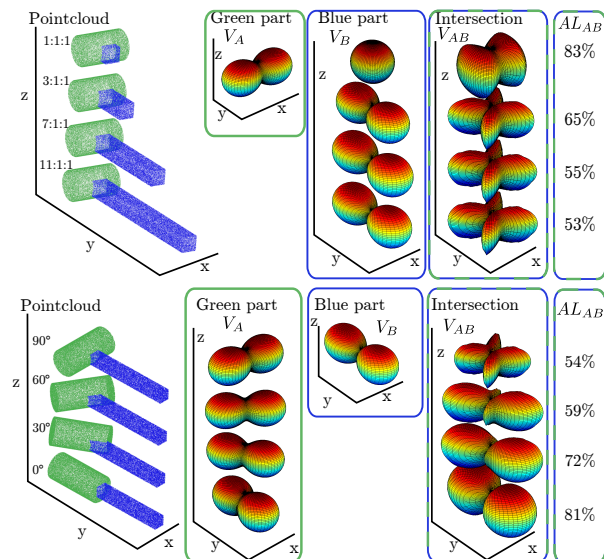 Pointcloud Green part Blue part Intersection AL_AB
V_A V_B V_AB
1:1:1 83%
z z z z
3:1:1 65%
y x
7:1:1 55%
11:1:1 53%
y x y x y x
Pointcloud Green part Blue part Intersection AL_AB
V_A V_B V_AB
90° z z z 54%
z 60° 59%
y x
30° 72%
0° 81%
y x y x y x